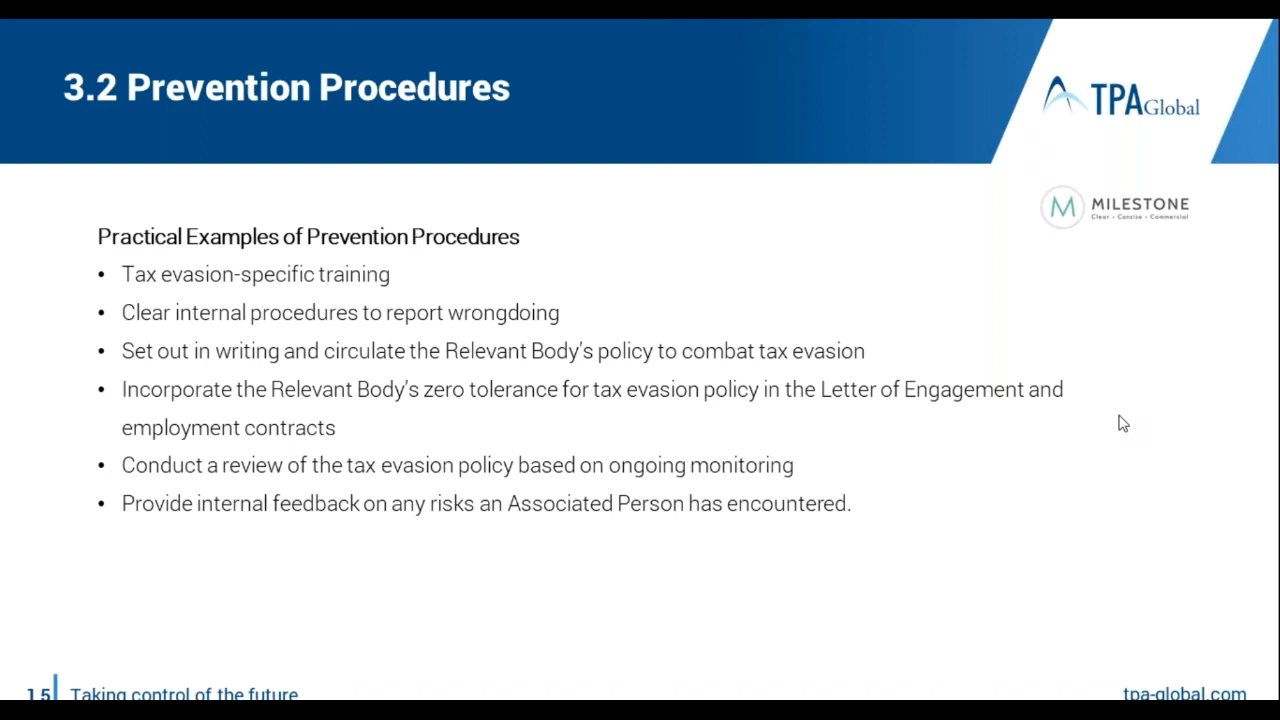 3.2 Prevention Procedures
TPAGlobal
MILESTONE
Clear • Concise • Commercial
Practical Examples of Prevention Procedures
• Tax evasion-specific training
• Clear internal procedures to report wrongdoing
• Set out in writing and circulate the Relevant Body's policy to combat tax evasion
• Incorporate the Relevant Body's zero tolerance for tax evasion policy in the Letter of Engagement and
employment contracts
• Conduct a review of the tax evasion policy based on ongoing monitoring
• Provide internal feedback on any risks an Associated Person has encountered.
15 Taking control of the future
tpa-global.com